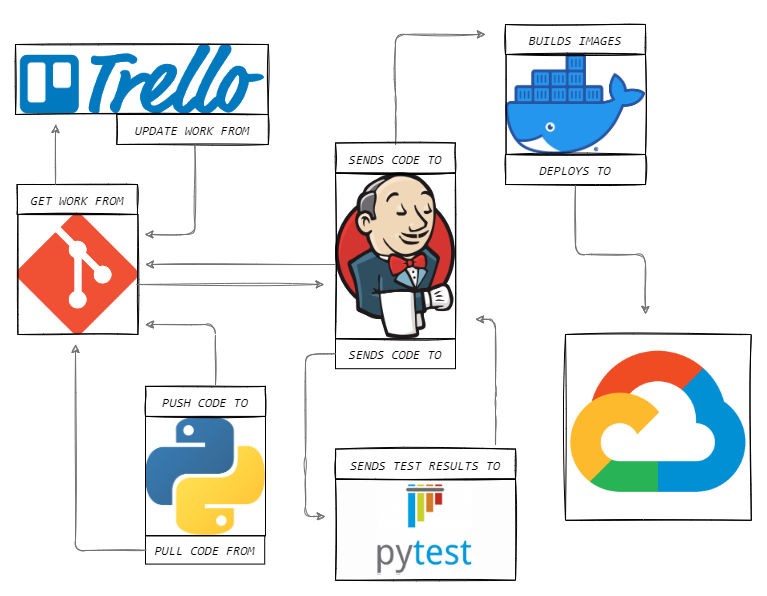 Trello
UPDATE WORK FROM
GET WORK FROM
PUSH CODE TO
PULL CODE FROM
SENDS CODE TO
SENDS CODE TO
SENDS TEST RESULTS TO
pytest
BUILDS IMAGES
DEPLOYS TO